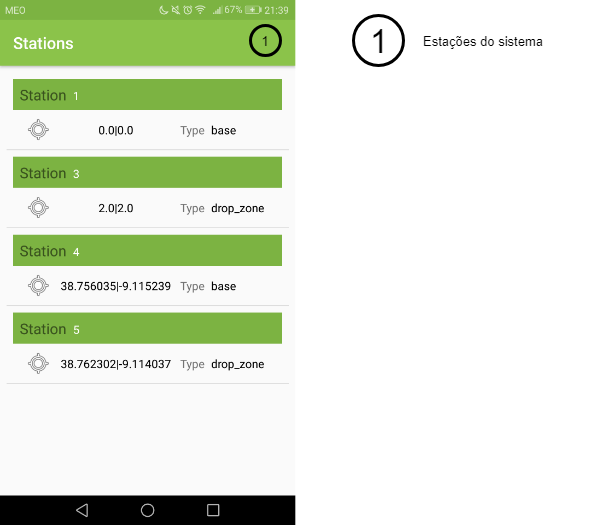 MEO 67% 21:39
Stations 1
Station 1
0.0|0.0 Type base
Station 3
2.0|2.0 Type drop_zone
Station 4
38.756035|-9.115239 Type base
Station 5
38.762302|-9.114037 Type drop_zone
1 Estações do sistema